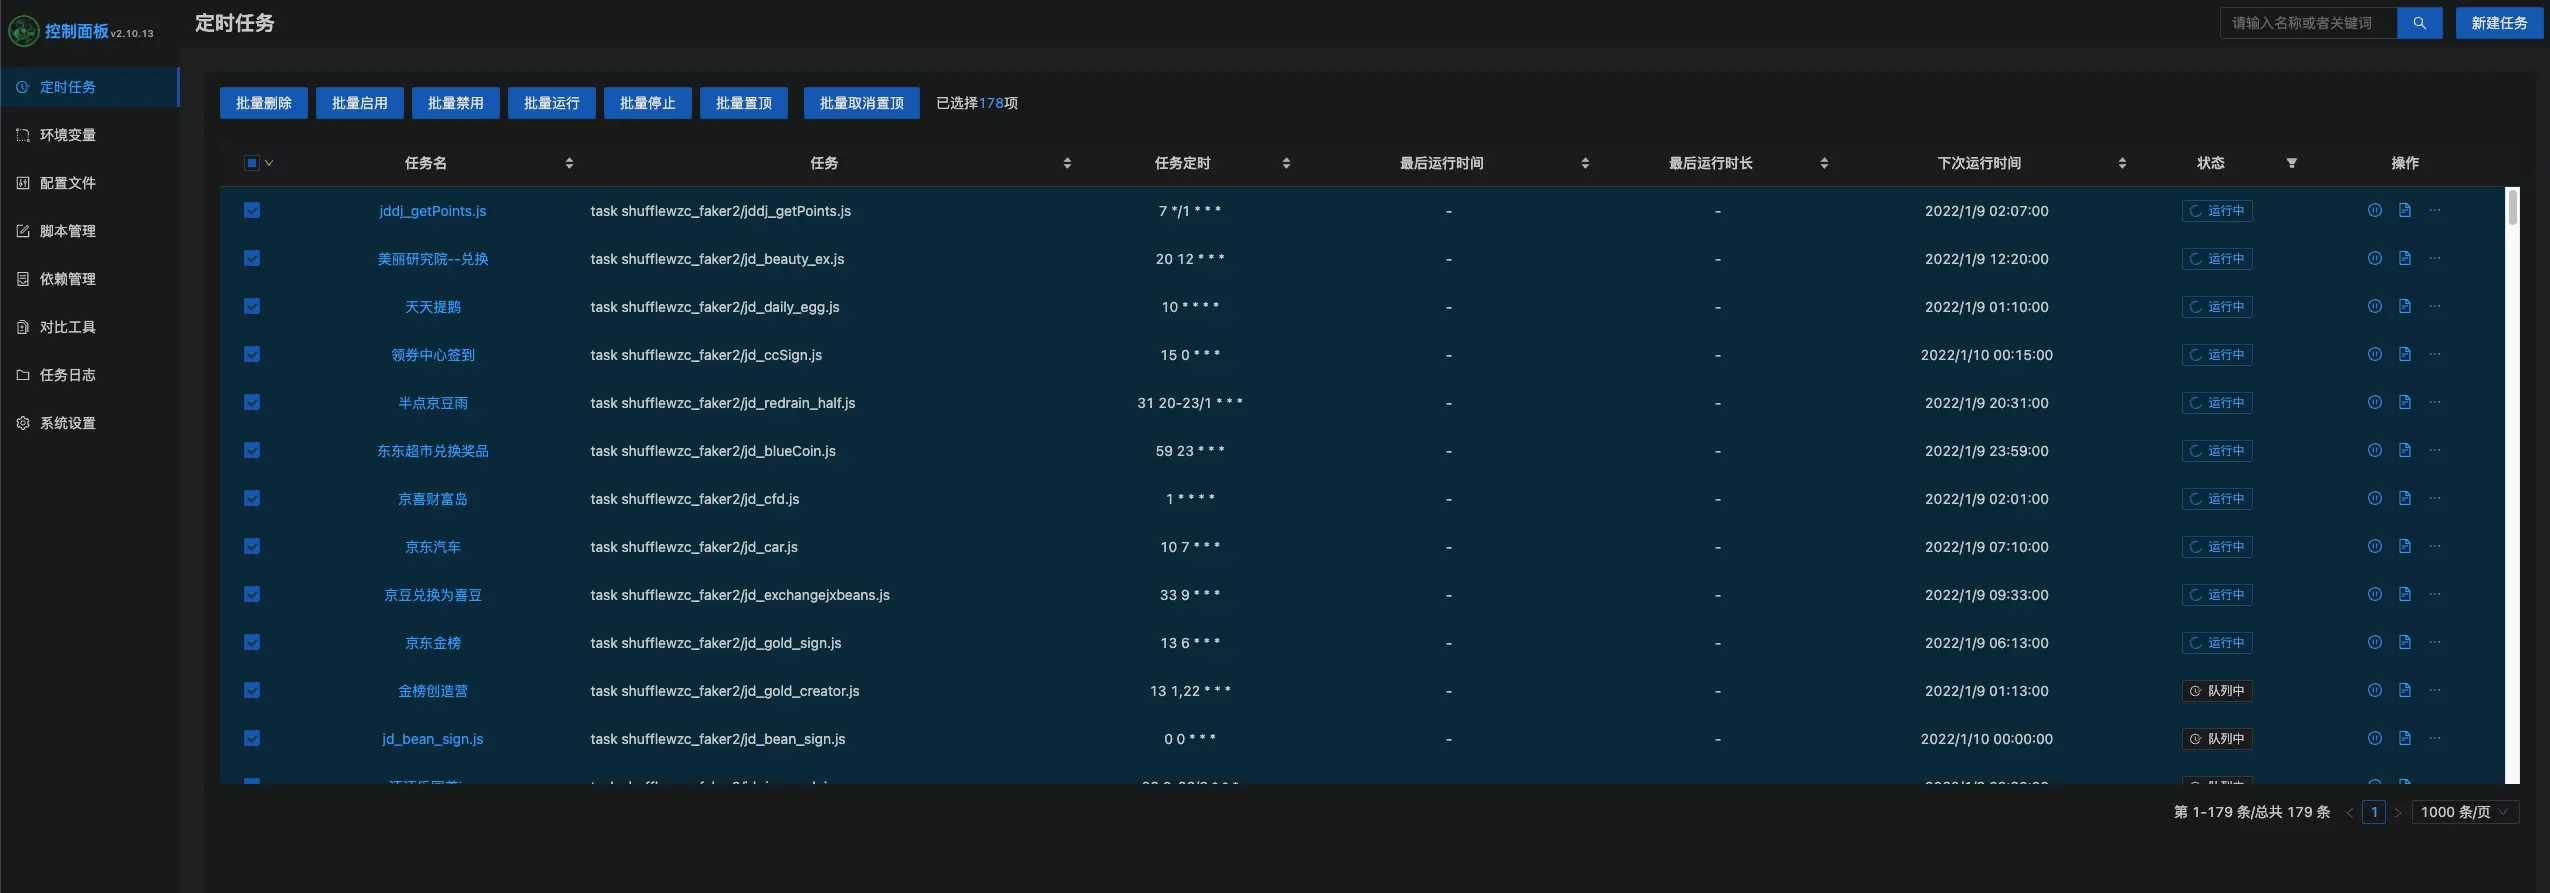 控制面板 v2.10.13
定时任务
请输入名称或者关键词
新建任务
定时任务
环境变量
配置文件
脚本管理
依赖管理
对比工具
任务日志
系统设置
批量删除 批量启用 批量禁用 批量运行 批量停止 批量置顶 批量取消置顶 已选择178项
任务名 任务 任务定时 最后运行时间 最后运行时长 下次运行时间 状态 操作
jddj_getPoints.js task shufflewzc_faker2/jddj_getPoints.js 7 */1 * * * - - 2022/1/9 02:07:00 运行中
美丽研究院--兑换 task shufflewzc_faker2/jd_beauty_ex.js 20 12 * * * - - 2022/1/9 12:20:00 运行中
天天提鹅 task shufflewzc_faker2/jd_daily_egg.js 10 * * * * - - 2022/1/9 01:10:00 运行中
领券中心签到 task shufflewzc_faker2/jd_ccSign.js 15 0 * * * - - 2022/1/10 00:15:00 运行中
半点京豆雨 task shufflewzc_faker2/jd_redrain_half.js 31 20-23/1 * * * - - 2022/1/9 20:31:00 运行中
东东超市兑换奖品 task shufflewzc_faker2/jd_blueCoin.js 59 23 * * * - - 2022/1/9 23:59:00 运行中
京喜财富岛 task shufflewzc_faker2/jd_cfd.js 1 * * * * - - 2022/1/9 02:01:00 运行中
京东汽车 task shufflewzc_faker2/jd_car.js 10 7 * * * - - 2022/1/9 07:10:00 运行中
京豆兑换为喜豆 task shufflewzc_faker2/jd_exchangejxbeans.js 33 9 * * * - - 2022/1/9 09:33:00 运行中
京东金榜 task shufflewzc_faker2/jd_gold_sign.js 13 6 * * * - - 2022/1/9 06:13:00 运行中
金榜创造营 task shufflewzc_faker2/jd_gold_creator.js 13 1,22 * * * - - 2022/1/9 01:13:00 队列中
jd_bean_sign.js task shufflewzc_faker2/jd_bean_sign.js 0 0 * * * - - 2022/1/10 00:00:00 队列中
第 1-179 条/总共 179 条 < 1 > 1000 条/页